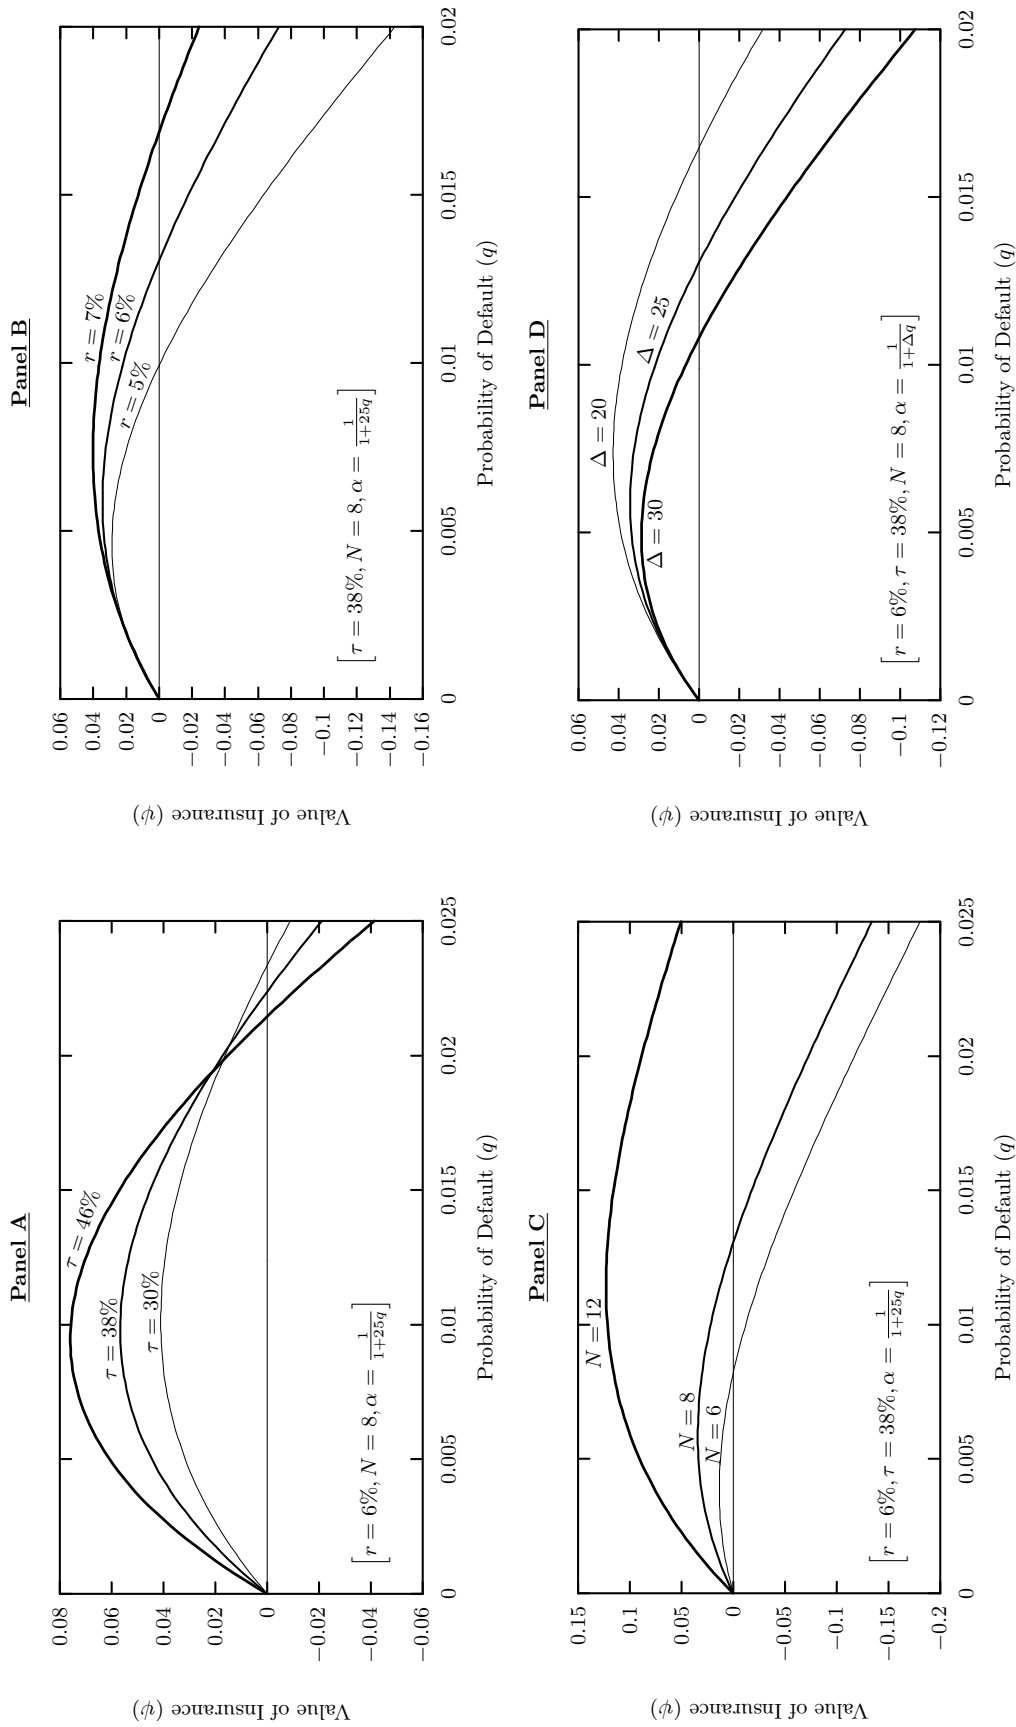 Panel A
Value of Insurance (ψ)
0.08
0.06
0.04
0.02
0
−0.02
−0.04
−0.06
τ = 46%
τ = 38%
τ = 30%
[r = 6%, N = 8, α = 1/(1+25q)]
0 0.005 0.01 0.015 0.02 0.025
Probability of Default (q)
Panel B
Value of Insurance (ψ)
0.06
0.04
0.02
0
−0.02
−0.04
−0.06
−0.08
−0.1
−0.12
−0.14
−0.16
r = 7%
r = 6%
r = 5%
[τ = 38%, N = 8, α = 1/(1+25q)]
0 0.005 0.01 0.015 0.02
Probability of Default (q)
Panel C
Value of Insurance (ψ)
0.15
0.1
0.05
0
−0.05
−0.1
−0.15
−0.2
N = 12
N = 8
N = 6
[r = 6%, τ = 38%, α = 1/(1+25q)]
0 0.005 0.01 0.015 0.02 0.025
Probability of Default (q)
Panel D
Value of Insurance (ψ)
0.06
0.04
0.02
0
−0.02
−0.04
−0.06
−0.08
−0.1
−0.12
Δ = 20
Δ = 25
Δ = 30
[r = 6%, τ = 38%, N = 8, α = 1/(1+Δq)]
0 0.005 0.01 0.015 0.02
Probability of Default (q)